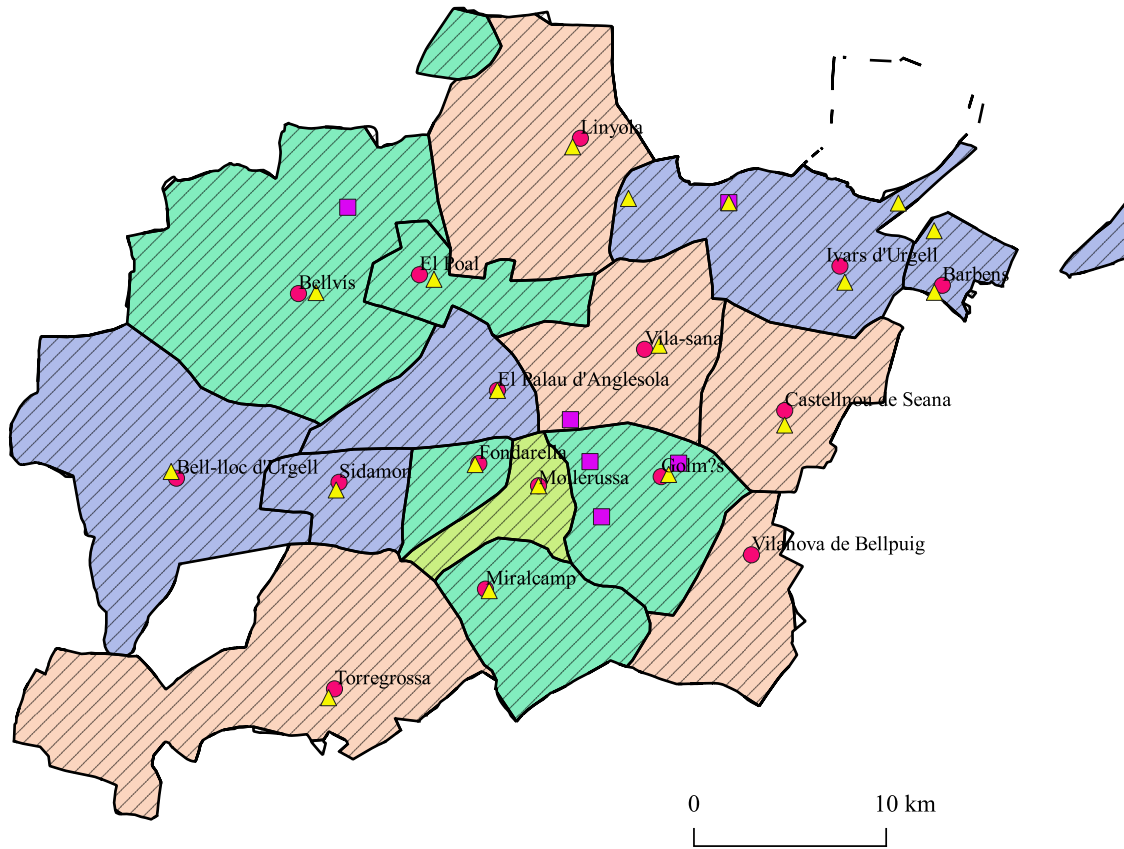 Linyola
Ivars d'Urgell
El Poal
Barbens
Bellvis
Vila-sana
El Palau d'Anglesola
Castellnou de Seana
Fondarella
Golm?s
Bell-lloc d'Urgell
Sidamon
Mollerussa
Vilanova de Bellpuig
Miralcamp
Torregrossa
0 10 km